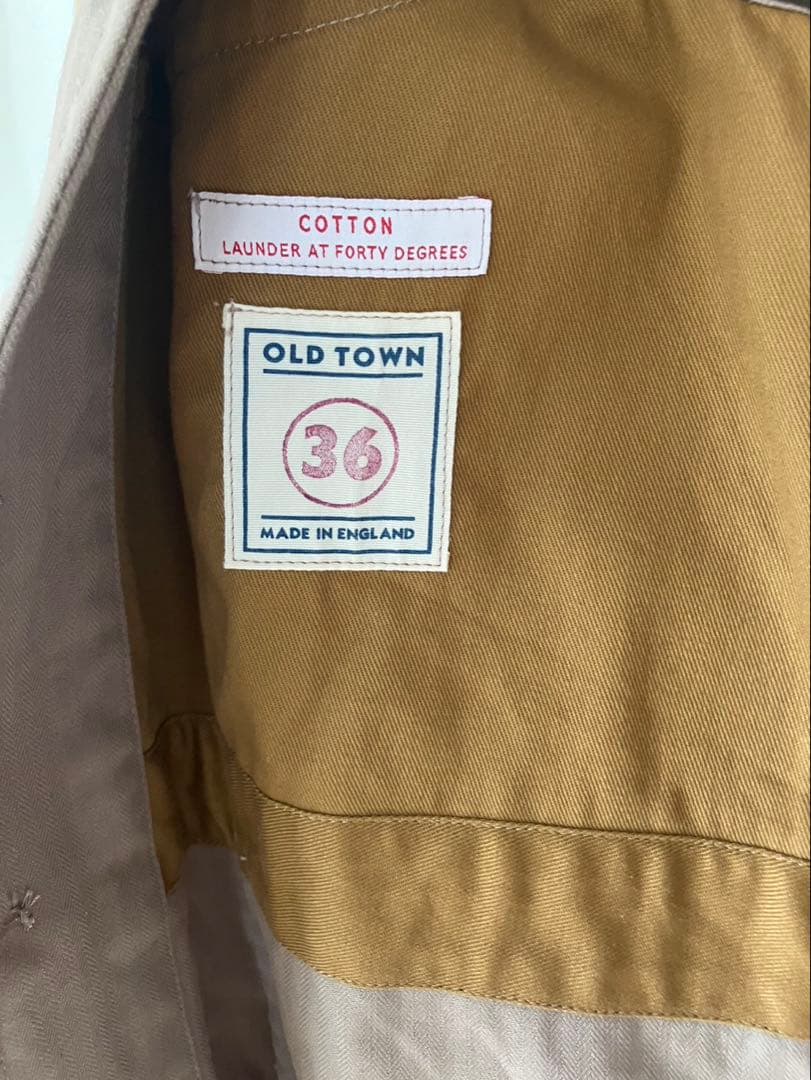 COTTON
LAUNDER AT FORTY DEGREES
OLD TOWN
36
MADE IN ENGLAND